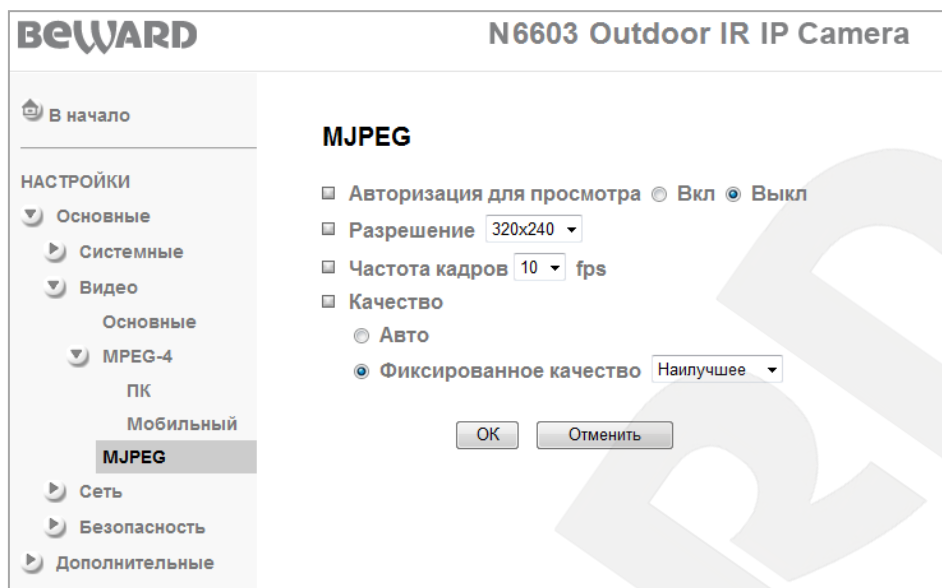 BEWARD
N6603 Outdoor IR IP Camera
В начало
НАСТРОЙКИ
Основные
Системные
Видео
Основные
MPEG-4
ПК
Мобильный
MJPEG
Сеть
Безопасность
Дополнительные
MJPEG
Авторизация для просмотра Вкл Выкл
Разрешение 320x240
Частота кадров 10 fps
Качество
Авто
Фиксированное качество Наилучшее
ОК Отменить